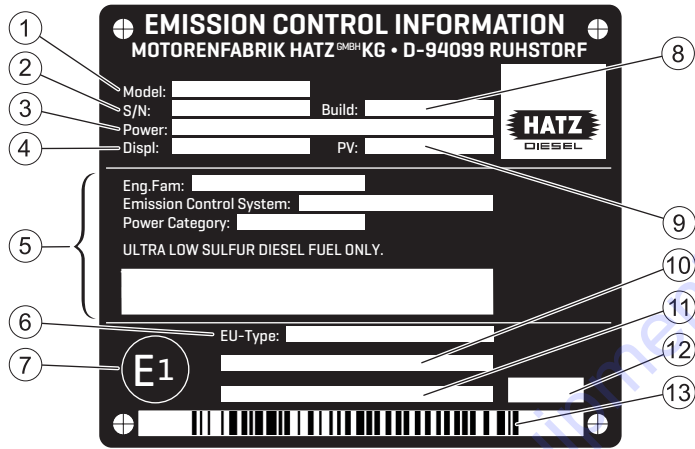 EMISSION CONTROL INFORMATION
MOTORENFABRIK HATZ GMBH KG • D-94099 RUHSTORF
1
2
3
4
5
6
7
8
9
10
11
12
13
Model:
S/N: Build:
Power:
Displ: PV:
HATZ
DIESEL
Eng.Fam:
Emission Control System:
Power Category:
ULTRA LOW SULFUR DIESEL FUEL ONLY.
EU-Type:
E1